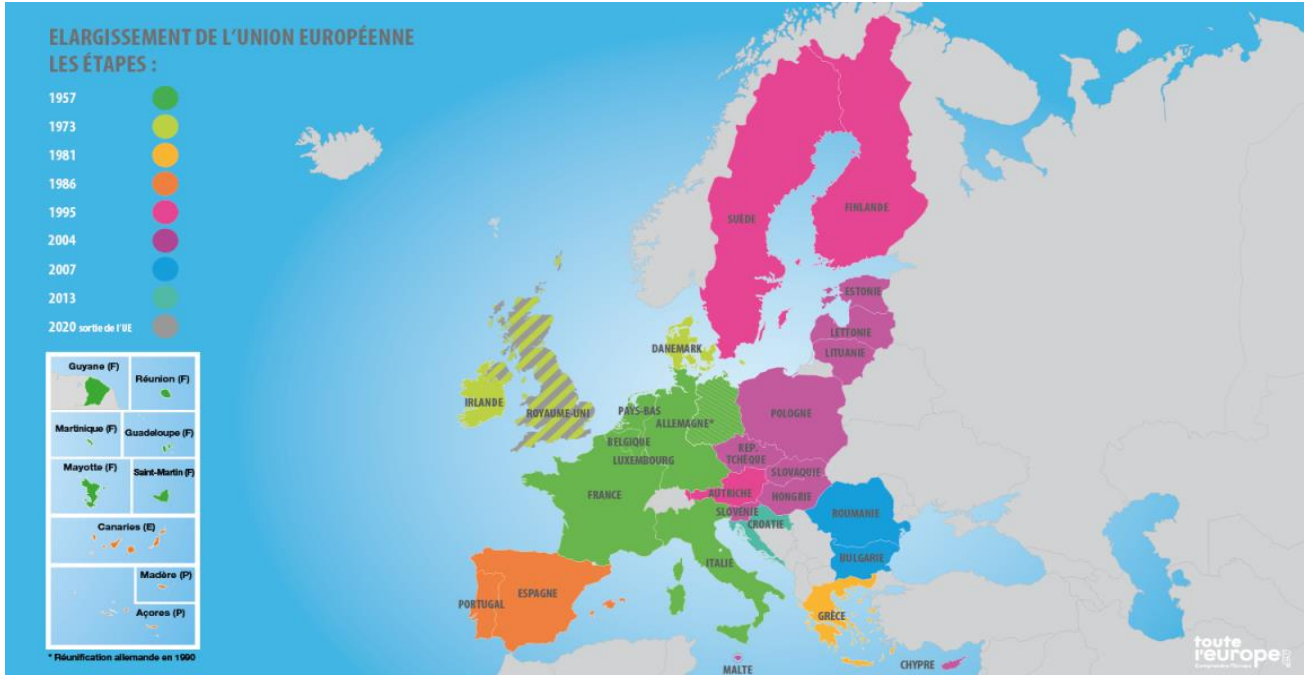 ELARGISSEMENT DE L'UNION EUROPÉENNE
LES ÉTAPES :
1957
1973
1981
1986
1995
2004
2007
2013
2020 sortie de l'UE
Guyane (F)
Réunion (F)
Martinique (F)
Guadeloupe (F)
Mayotte (F)
Saint-Martin (F)
Canaries (E)
Madère (P)
Açores (P)
* Réunification allemande en 1990
SUÈDE
FINLANDE
ESTONIE
LETTONIE
LITUANIE
DANEMARK
IRLANDE
ROYAUME-UNI
PAYS-BAS
ALLEMAGNE*
POLOGNE
BELGIQUE
LUXEMBOURG
REP.
TCHÈQUE
SLOVAQUIE
FRANCE
AUTRICHE
HONGRIE
SLOVENIE
CROATIE
ROUMANIE
BULGARIE
ITALIE
PORTUGAL
ESPAGNE
GRÈCE
MALTE
CHYPRE
toute
l'europe
Comprendre l'Europe